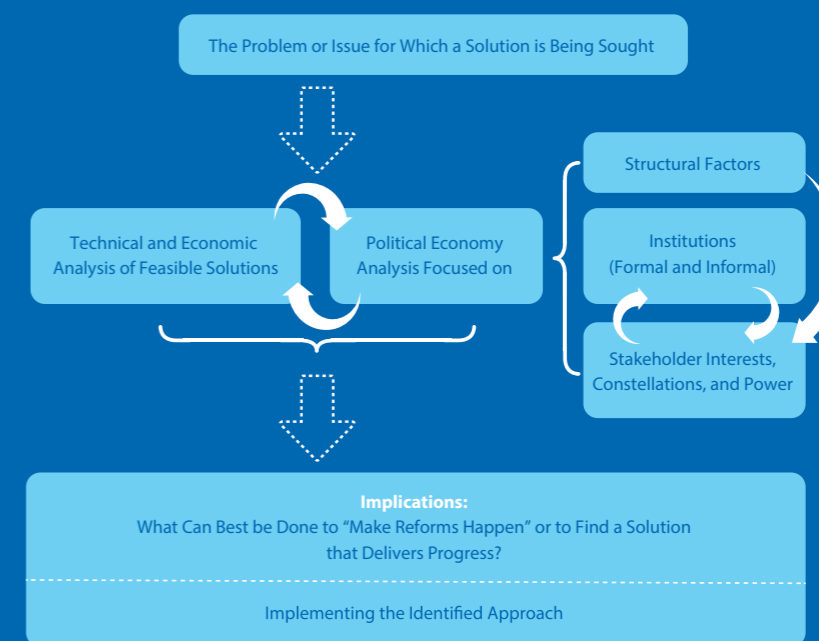 The Problem or Issue for Which a Solution is Being Sought
Technical and Economic
Analysis of Feasible Solutions
Political Economy
Analysis Focused on
Structural Factors
Institutions
(Formal and Informal)
Stakeholder Interests,
Constellations, and Power
Implications:
What Can Best be Done to “Make Reforms Happen” or to Find a Solution
that Delivers Progress?
Implementing the Identified Approach